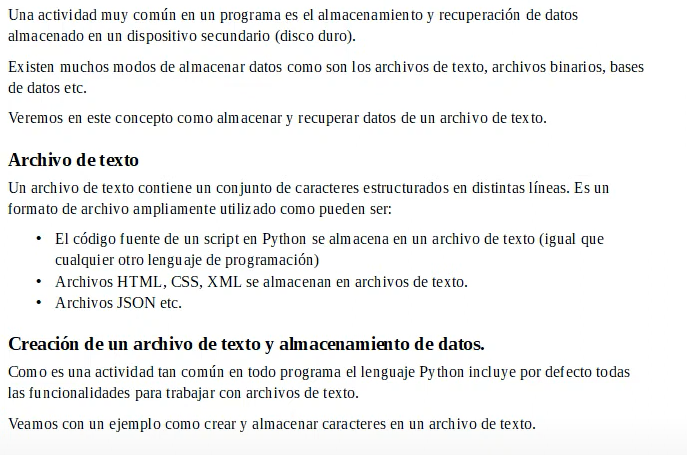 Una actividad muy común en un programa es el almacenamiento y recuperación de datos
almacenado en un dispositivo secundario (disco duro).
Existen muchos modos de almacenar datos como son los archivos de texto, archivos binarios, bases
de datos etc.
Veremos en este concepto como almacenar y recuperar datos de un archivo de texto.
Archivo de texto
Un archivo de texto contiene un conjunto de caracteres estructurados en distintas líneas. Es un
formato de archivo ampliamente utilizado como pueden ser:
• El código fuente de un script en Python se almacena en un archivo de texto (igual que
cualquier otro lenguaje de programación)
• Archivos HTML, CSS, XML se almacenan en archivos de texto.
• Archivos JSON etc.
Creación de un archivo de texto y almacenamiento de datos.
Como es una actividad tan común en todo programa el lenguaje Python incluye por defecto todas
las funcionalidades para trabajar con archivos de texto.
Veamos con un ejemplo como crear y almacenar caracteres en un archivo de texto.